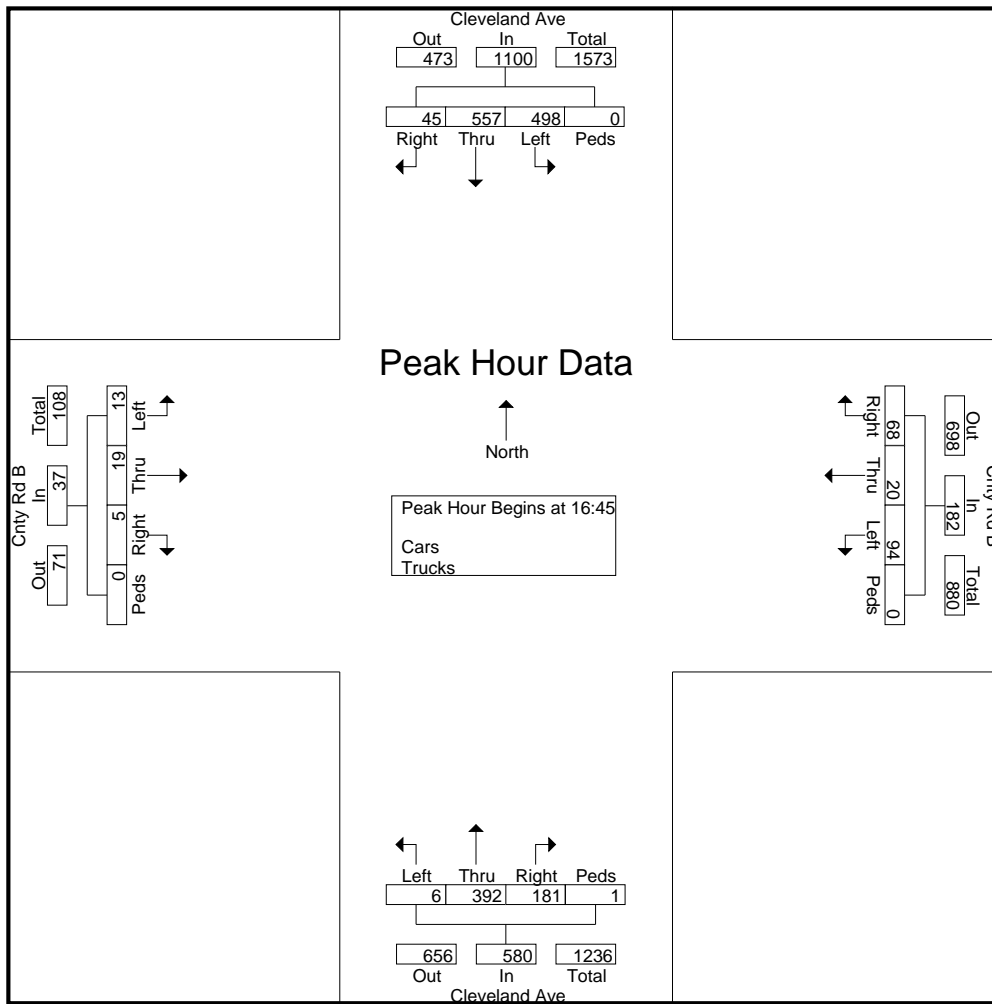 Cleveland Ave
Out In Total
473 1100 1573
45 557 498 0
Right Thru Left Peds
Peak Hour Data
North
Peak Hour Begins at 16:45
Cars
Trucks
Cnty Rd B
Total In Out
108 37 71
13 19 5 0
Left Thru Right Peds
Cnty Rd B
Out In Total
698 182 880
68 20 94 0
Right Thru Left Peds
Left Thru Right Peds
6 392 181 1
656 580 1236
Out In Total
Cleveland Ave